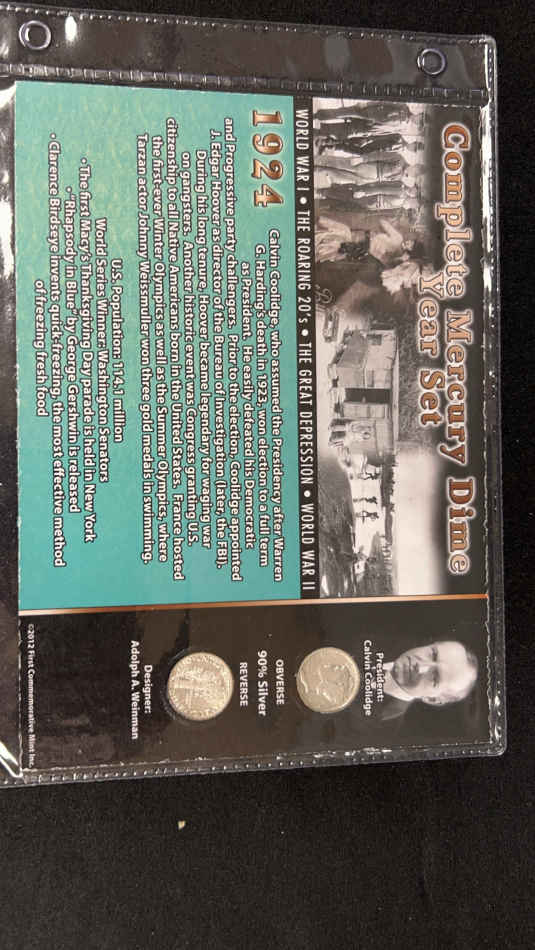 Complete Mercury Dime
Year Set
WORLD WAR I • THE ROARING 20's • THE GREAT DEPRESSION • WORLD WAR II
1924
Calvin Coolidge, who assumed the Presidency after Warren
G. Harding's death in 1923, won election to a full term
as President. He easily defeated his Democratic
and Progressive party challengers. Prior to the election, Coolidge appointed
J. Edgar Hoover as director of the Bureau of Investigation (later, the FBI).
During his long tenure, Hoover became legendary for waging war
on gangsters. Another historic event was Congress granting U.S.
citizenship to all Native Americans born in the United States. France hosted
the first-ever Winter Olympics as well as the Summer Olympics, where
Tarzan actor Johnny Weissmuller won three gold medals in swimming.
U.S. Population: 114.1 million
World Series Winner: Washington Senators
• The first Macy's Thanksgiving Day parade is held in New York
• "Rhapsody in Blue" by George Gershwin is released
• Clarence Birdseye invents quick-freezing, the most effective method
of freezing fresh food
President:
Calvin Coolidge
OBVERSE
90% Silver
REVERSE
Designer:
Adolph A. Weinman
©2012 First Commemorative Mint Inc.